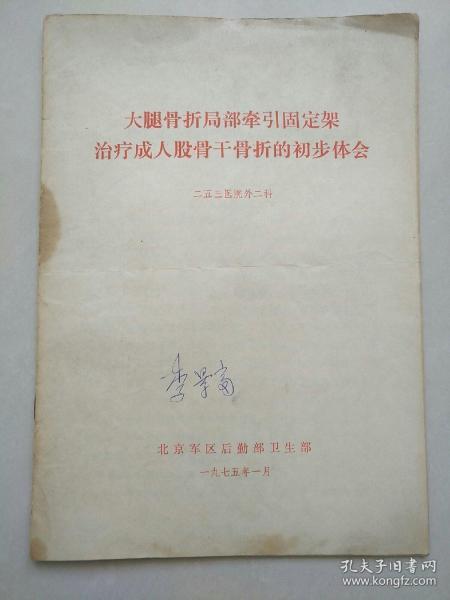 大腿骨折局部牵引固定架
治疗成人股骨干骨折的初步体会
二五三医院外二科
李景富
北京军区后勤部卫生部
一九七五年一月
孔夫子旧书网
www.kongfz.com